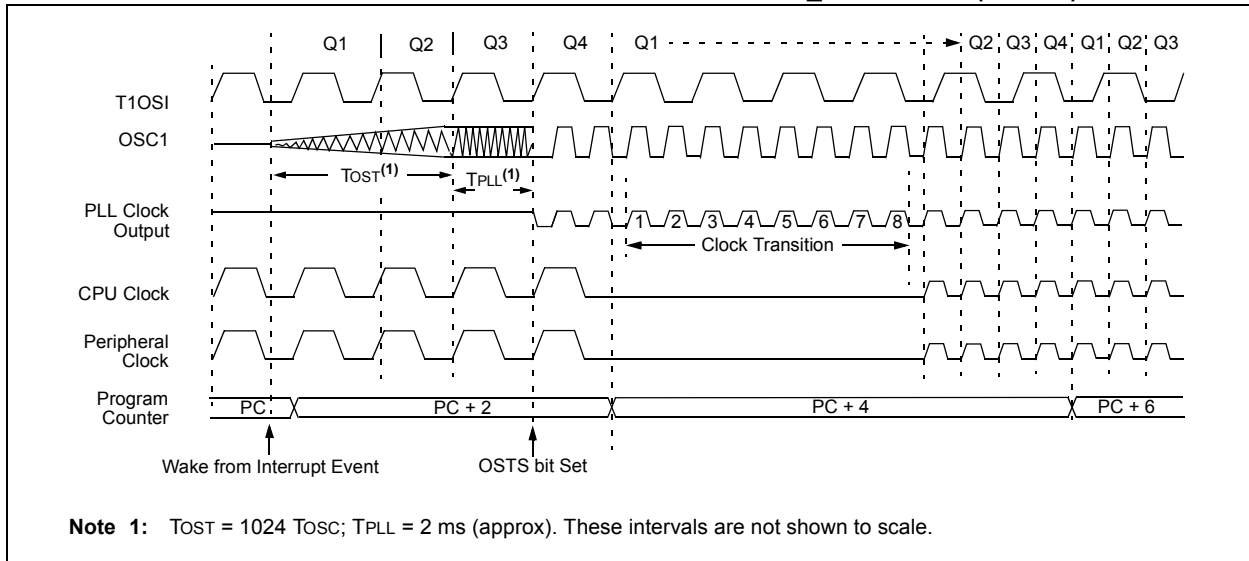 Q1 Q2 Q3 Q4 Q1 Q2 Q3 Q4 Q1 Q2 Q3
T1OSI
OSC1
TOST(1) TPLL(1)
PLL Clock
Output
1 2 3 4 5 6 7 8
Clock Transition
CPU Clock
Peripheral
Clock
Program
Counter
PC PC + 2 PC + 4 PC + 6
Wake from Interrupt Event OSTS bit Set
Note 1: TOST = 1024 TOSC; TPLL = 2 ms (approx). These intervals are not shown to scale.